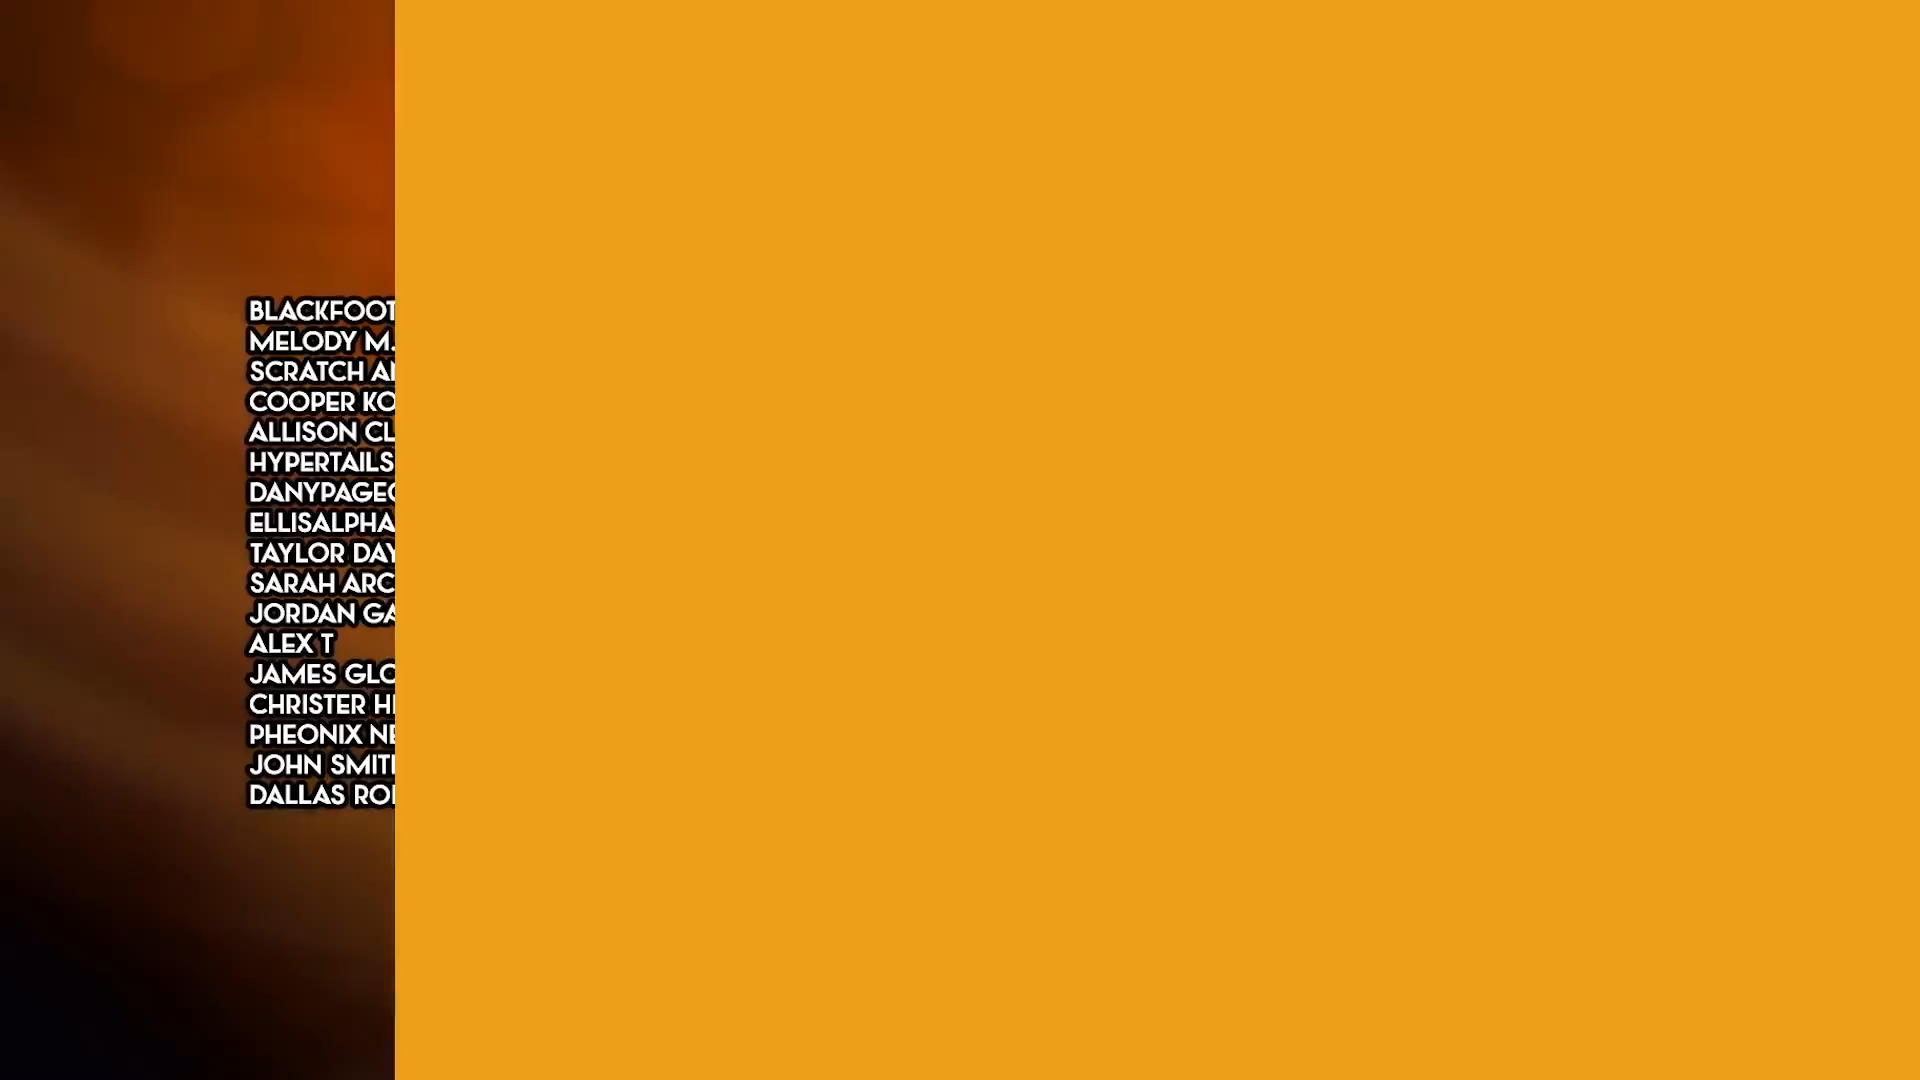 BLACKFOOT
MELODY M.
SCRATCH
COOPER KO
ALLISON CL
HYPERTAILS
DANYPAGE
ELLISALPHA
TAYLOR DAY
SARAH ARC
JORDAN GA
ALEX T
JAMES GLO
CHRISTER
PHEONIX NE
JOHN SMIT
DALLAS RO